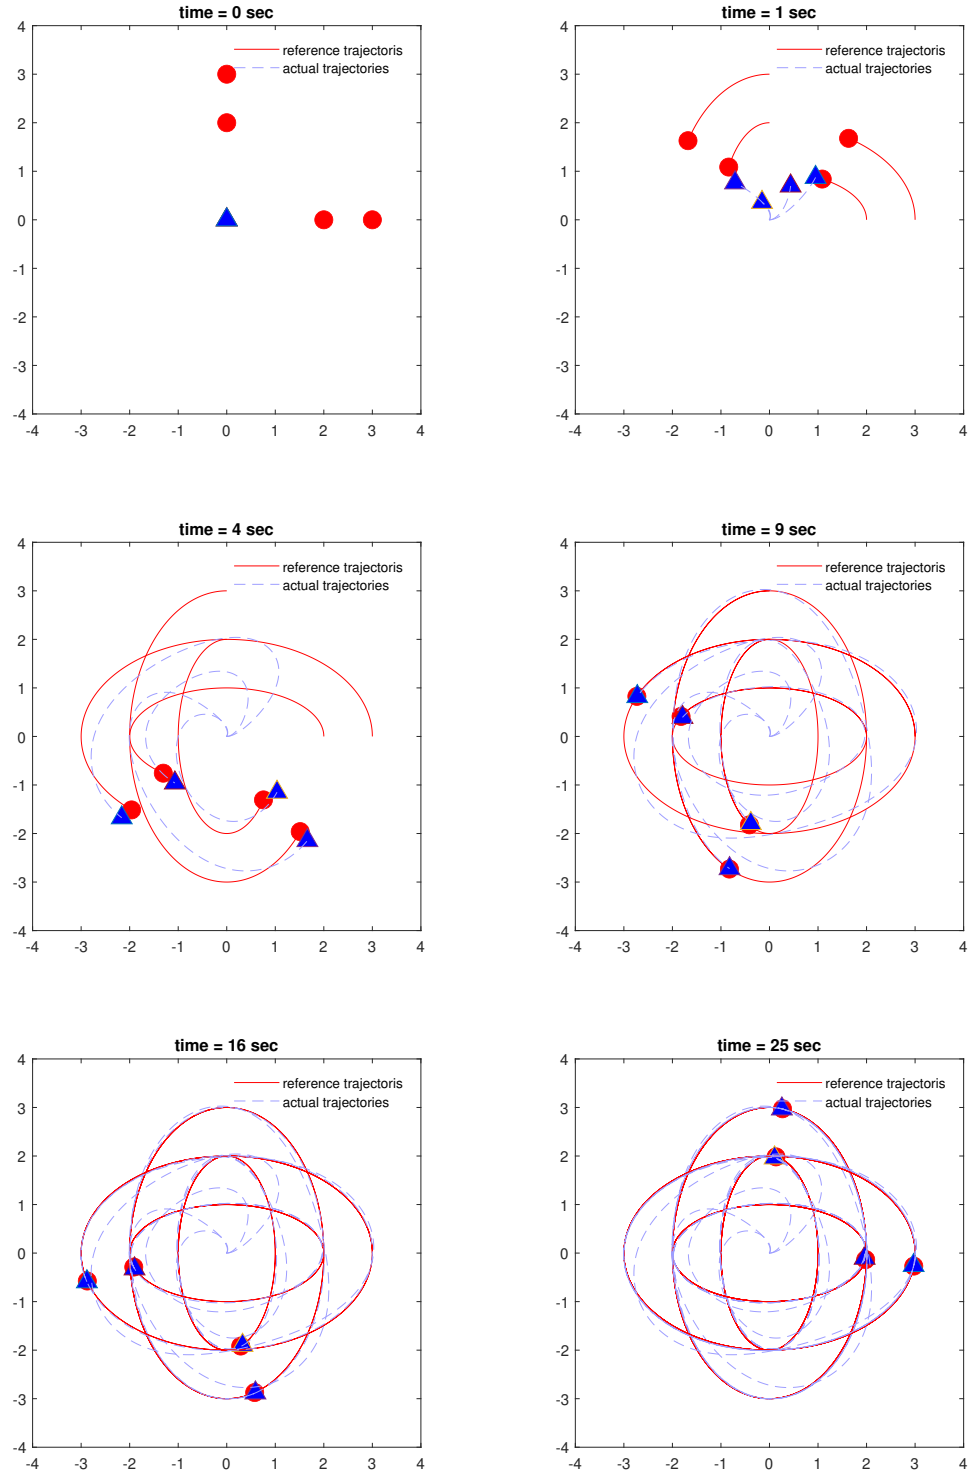 time = 0 sec
reference trajectoris
actual trajectories
4
3
2
1
0
-1
-2
-3
-4
-4 -3 -2 -1 0 1 2 3 4
time = 1 sec
reference trajectoris
actual trajectories
4
3
2
1
0
-1
-2
-3
-4
-4 -3 -2 -1 0 1 2 3 4
time = 4 sec
reference trajectoris
actual trajectories
4
3
2
1
0
-1
-2
-3
-4
-4 -3 -2 -1 0 1 2 3 4
time = 9 sec
reference trajectoris
actual trajectories
4
3
2
1
0
-1
-2
-3
-4
-4 -3 -2 -1 0 1 2 3 4
time = 16 sec
reference trajectoris
actual trajectories
4
3
2
1
0
-1
-2
-3
-4
-4 -3 -2 -1 0 1 2 3 4
time = 25 sec
reference trajectoris
actual trajectories
4
3
2
1
0
-1
-2
-3
-4
-4 -3 -2 -1 0 1 2 3 4